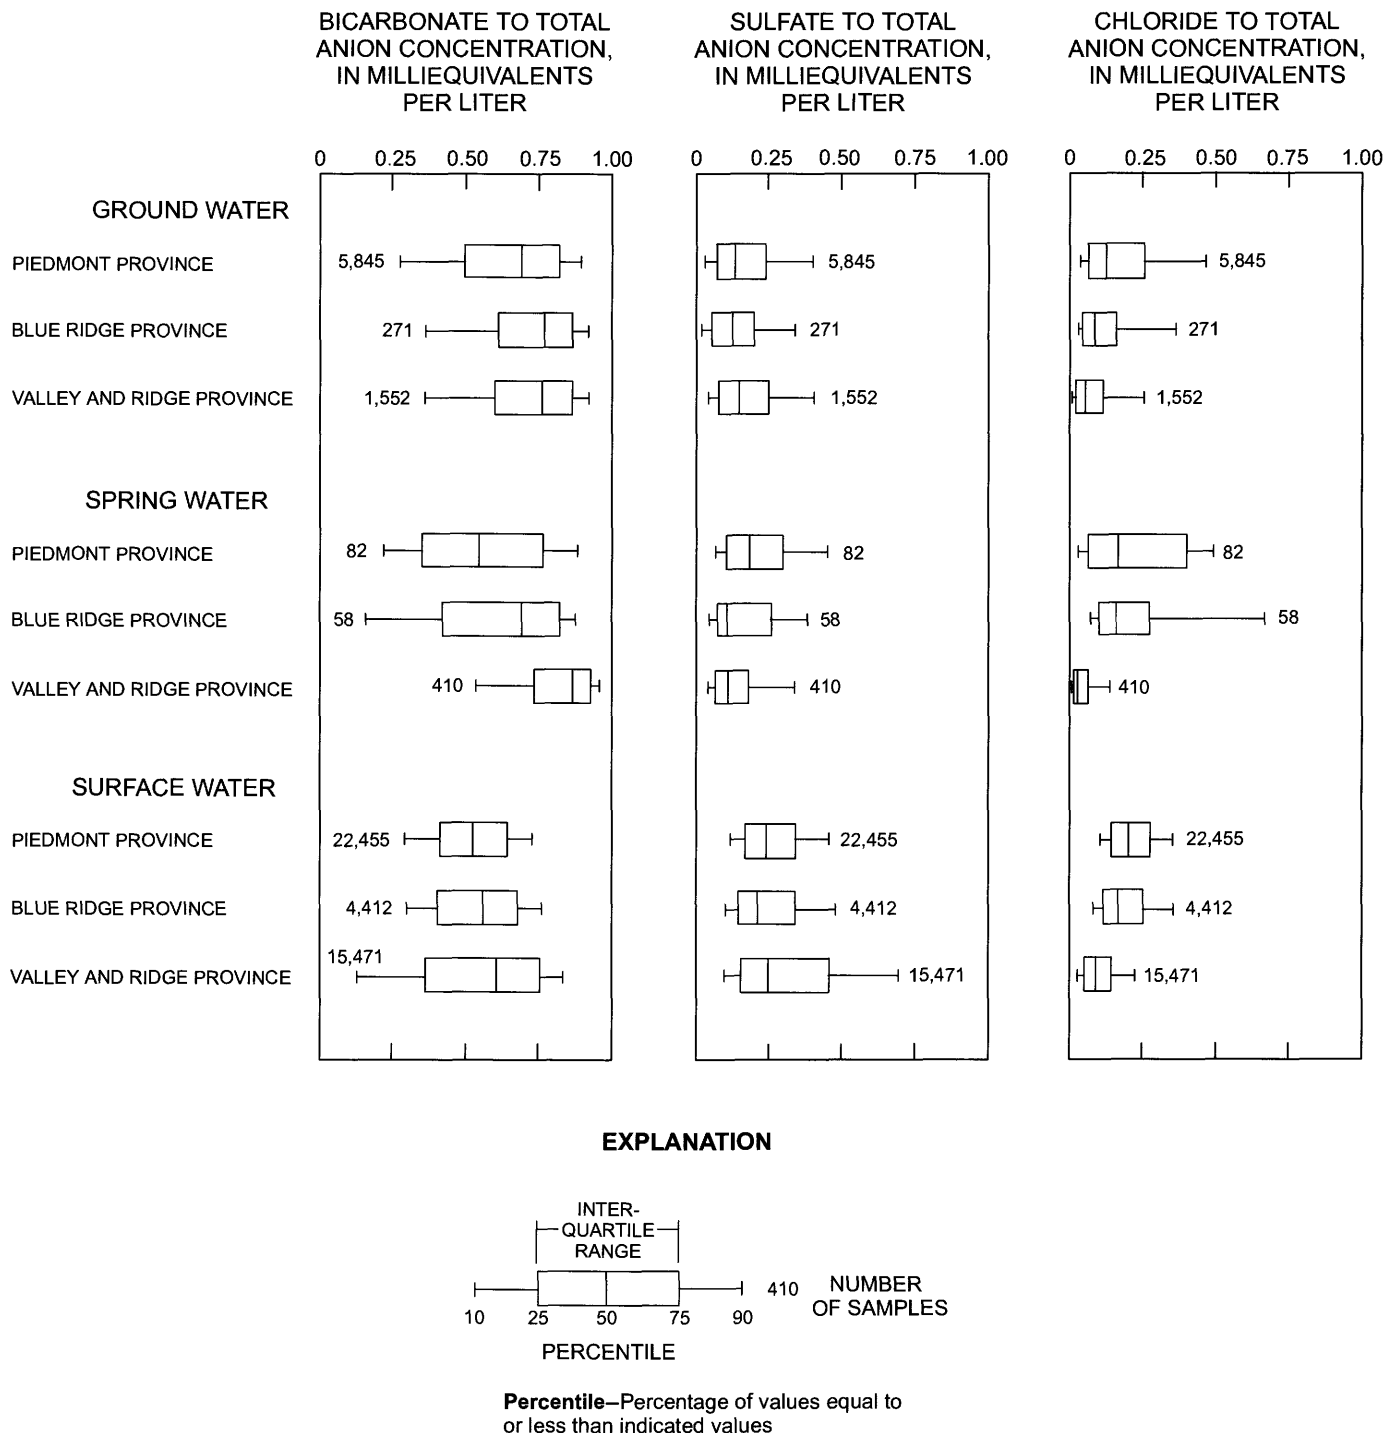 BICARBONATE TO TOTAL
ANION CONCENTRATION,
IN MILLIEQUIVALENTS
PER LITER
SULFATE TO TOTAL
ANION CONCENTRATION,
IN MILLIEQUIVALENTS
PER LITER
CHLORIDE TO TOTAL
ANION CONCENTRATION,
IN MILLIEQUIVALENTS
PER LITER
0 0.25 0.50 0.75 1.00
0 0.25 0.50 0.75 1.00
0 0.25 0.50 0.75 1.00
GROUND WATER
PIEDMONT PROVINCE 5,845 5,845 5,845
BLUE RIDGE PROVINCE 271 271 271
VALLEY AND RIDGE PROVINCE 1,552 1,552 1,552
SPRING WATER
PIEDMONT PROVINCE 82 82 82
BLUE RIDGE PROVINCE 58 58 58
VALLEY AND RIDGE PROVINCE 410 410 410
SURFACE WATER
PIEDMONT PROVINCE 22,455 22,455 22,455
BLUE RIDGE PROVINCE 4,412 4,412 4,412
VALLEY AND RIDGE PROVINCE 15,471 15,471 15,471
EXPLANATION
INTER-
QUARTILE
RANGE
410 NUMBER
OF SAMPLES
10 25 50 75 90
PERCENTILE
Percentile–Percentage of values equal to
or less than indicated values